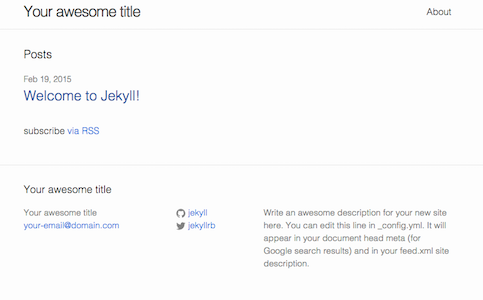 Your awesome title
About
Posts
Feb 19, 2015
Welcome to Jekyll!
subscribe via RSS
Your awesome title
Your awesome title
your-email@domain.com
jekyll
jekyllrb
Write an awesome description for your new site
here. You can edit this line in _config.yml. It will
appear in your document head meta (for
Google search results) and in your feed.xml site
description.